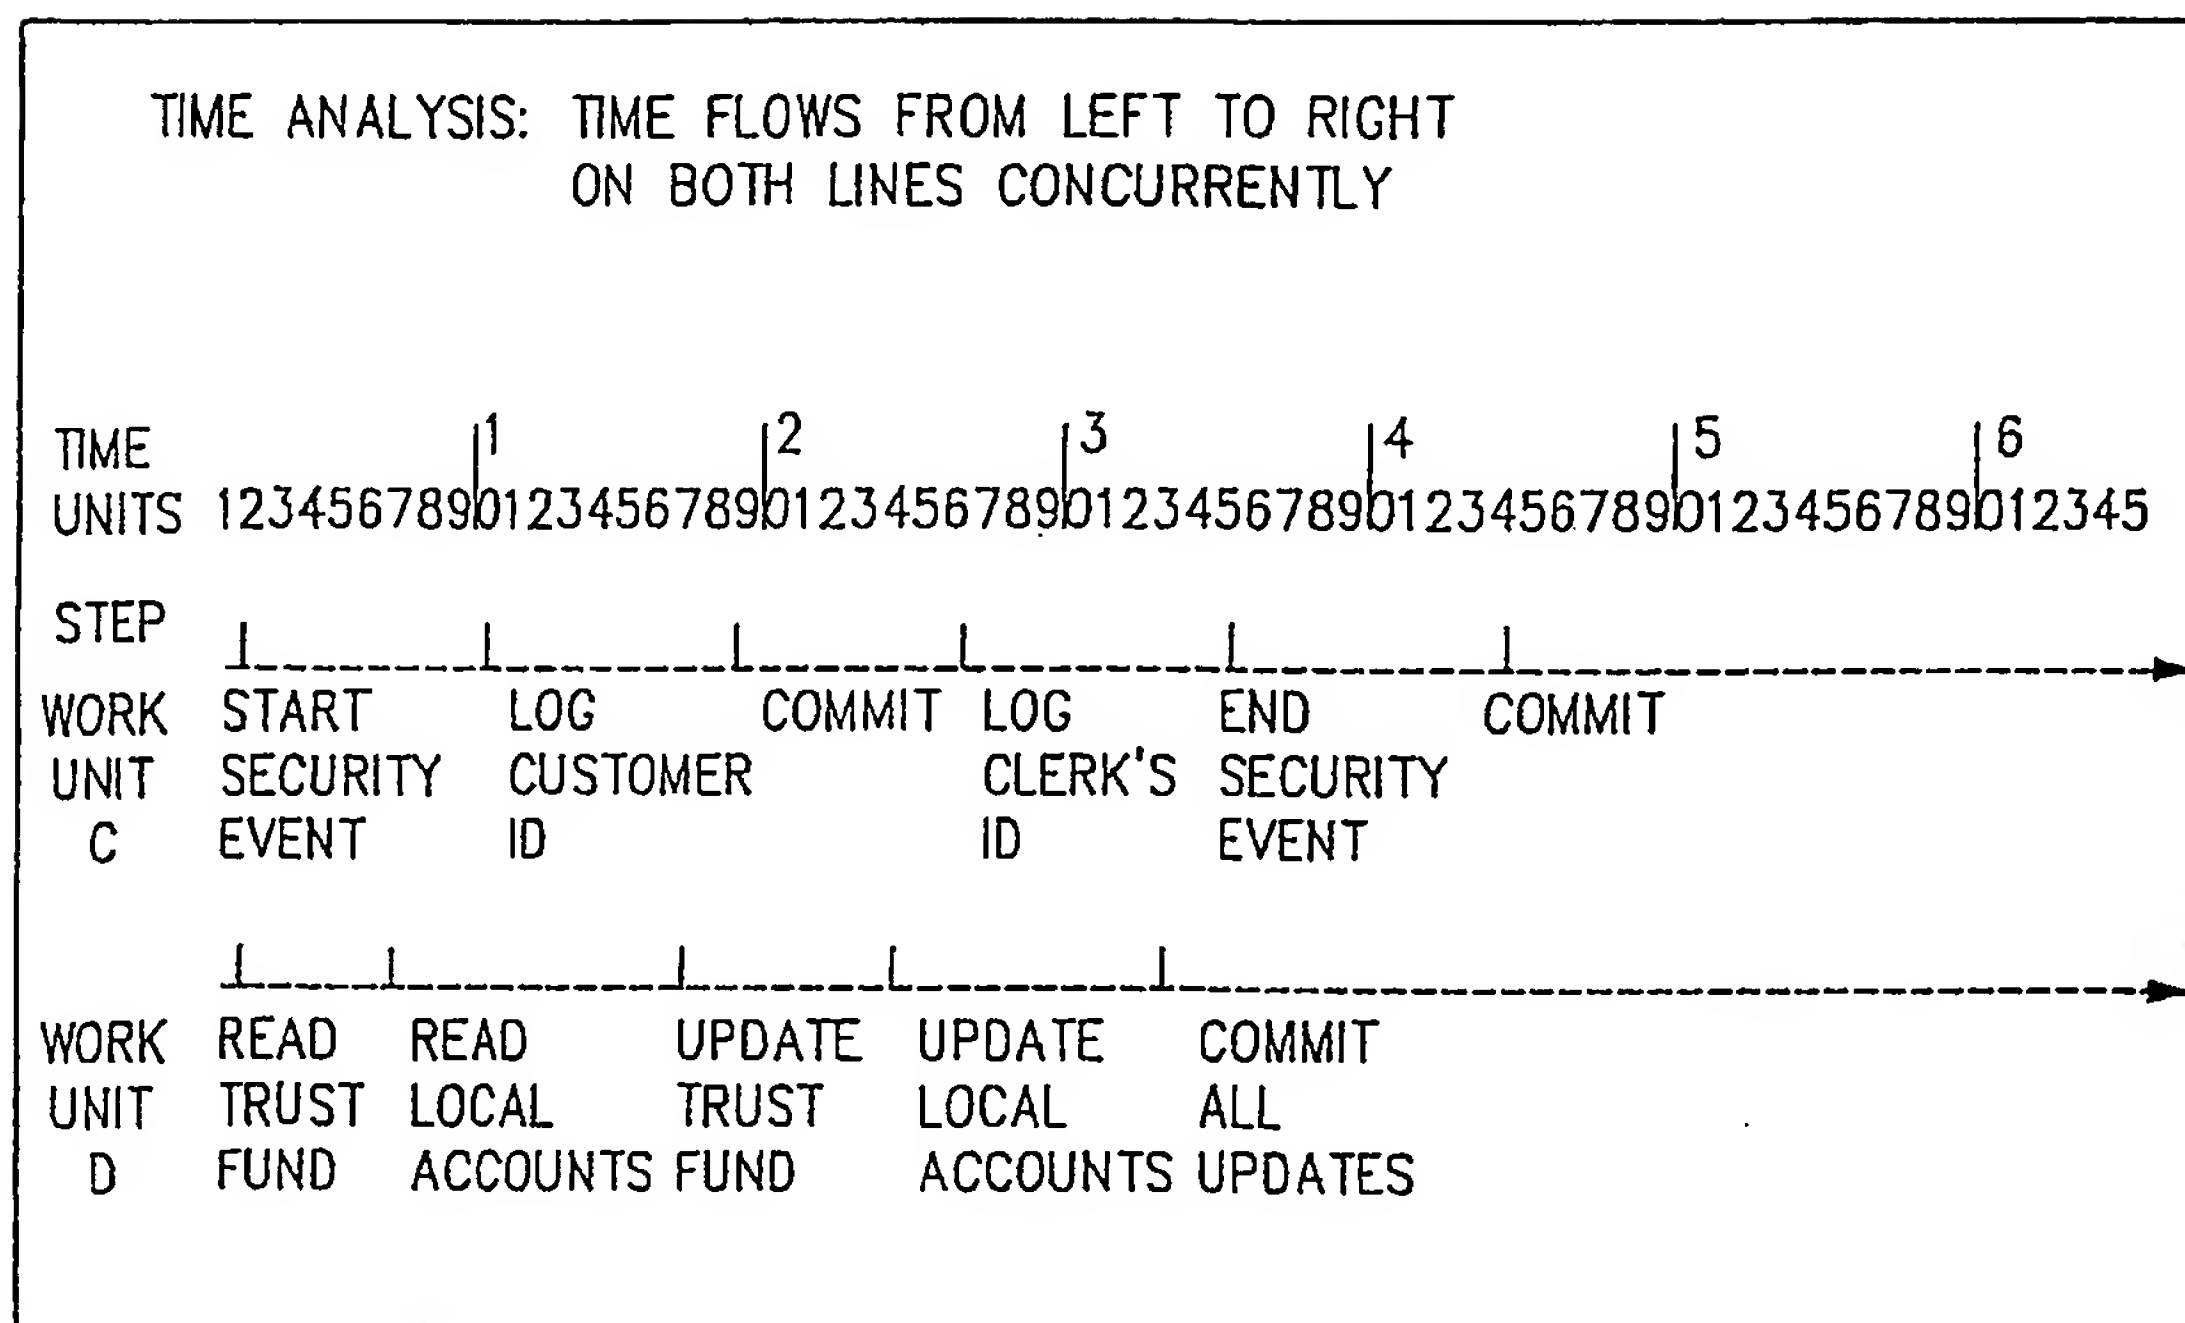 TIME ANALYSIS: TIME FLOWS FROM LEFT TO RIGHT
ON BOTH LINES CONCURRENTLY
1 2 3 4 5 6
TIME
UNITS 12345678901234567890123456789012345678901234567890123456789012345
STEP
WORK START LOG COMMIT LOG END COMMIT
UNIT SECURITY CUSTOMER CLERK'S SECURITY
C EVENT ID ID EVENT
WORK READ READ UPDATE UPDATE COMMIT
UNIT TRUST LOCAL TRUST LOCAL ALL
D FUND ACCOUNTS FUND ACCOUNTS UPDATES